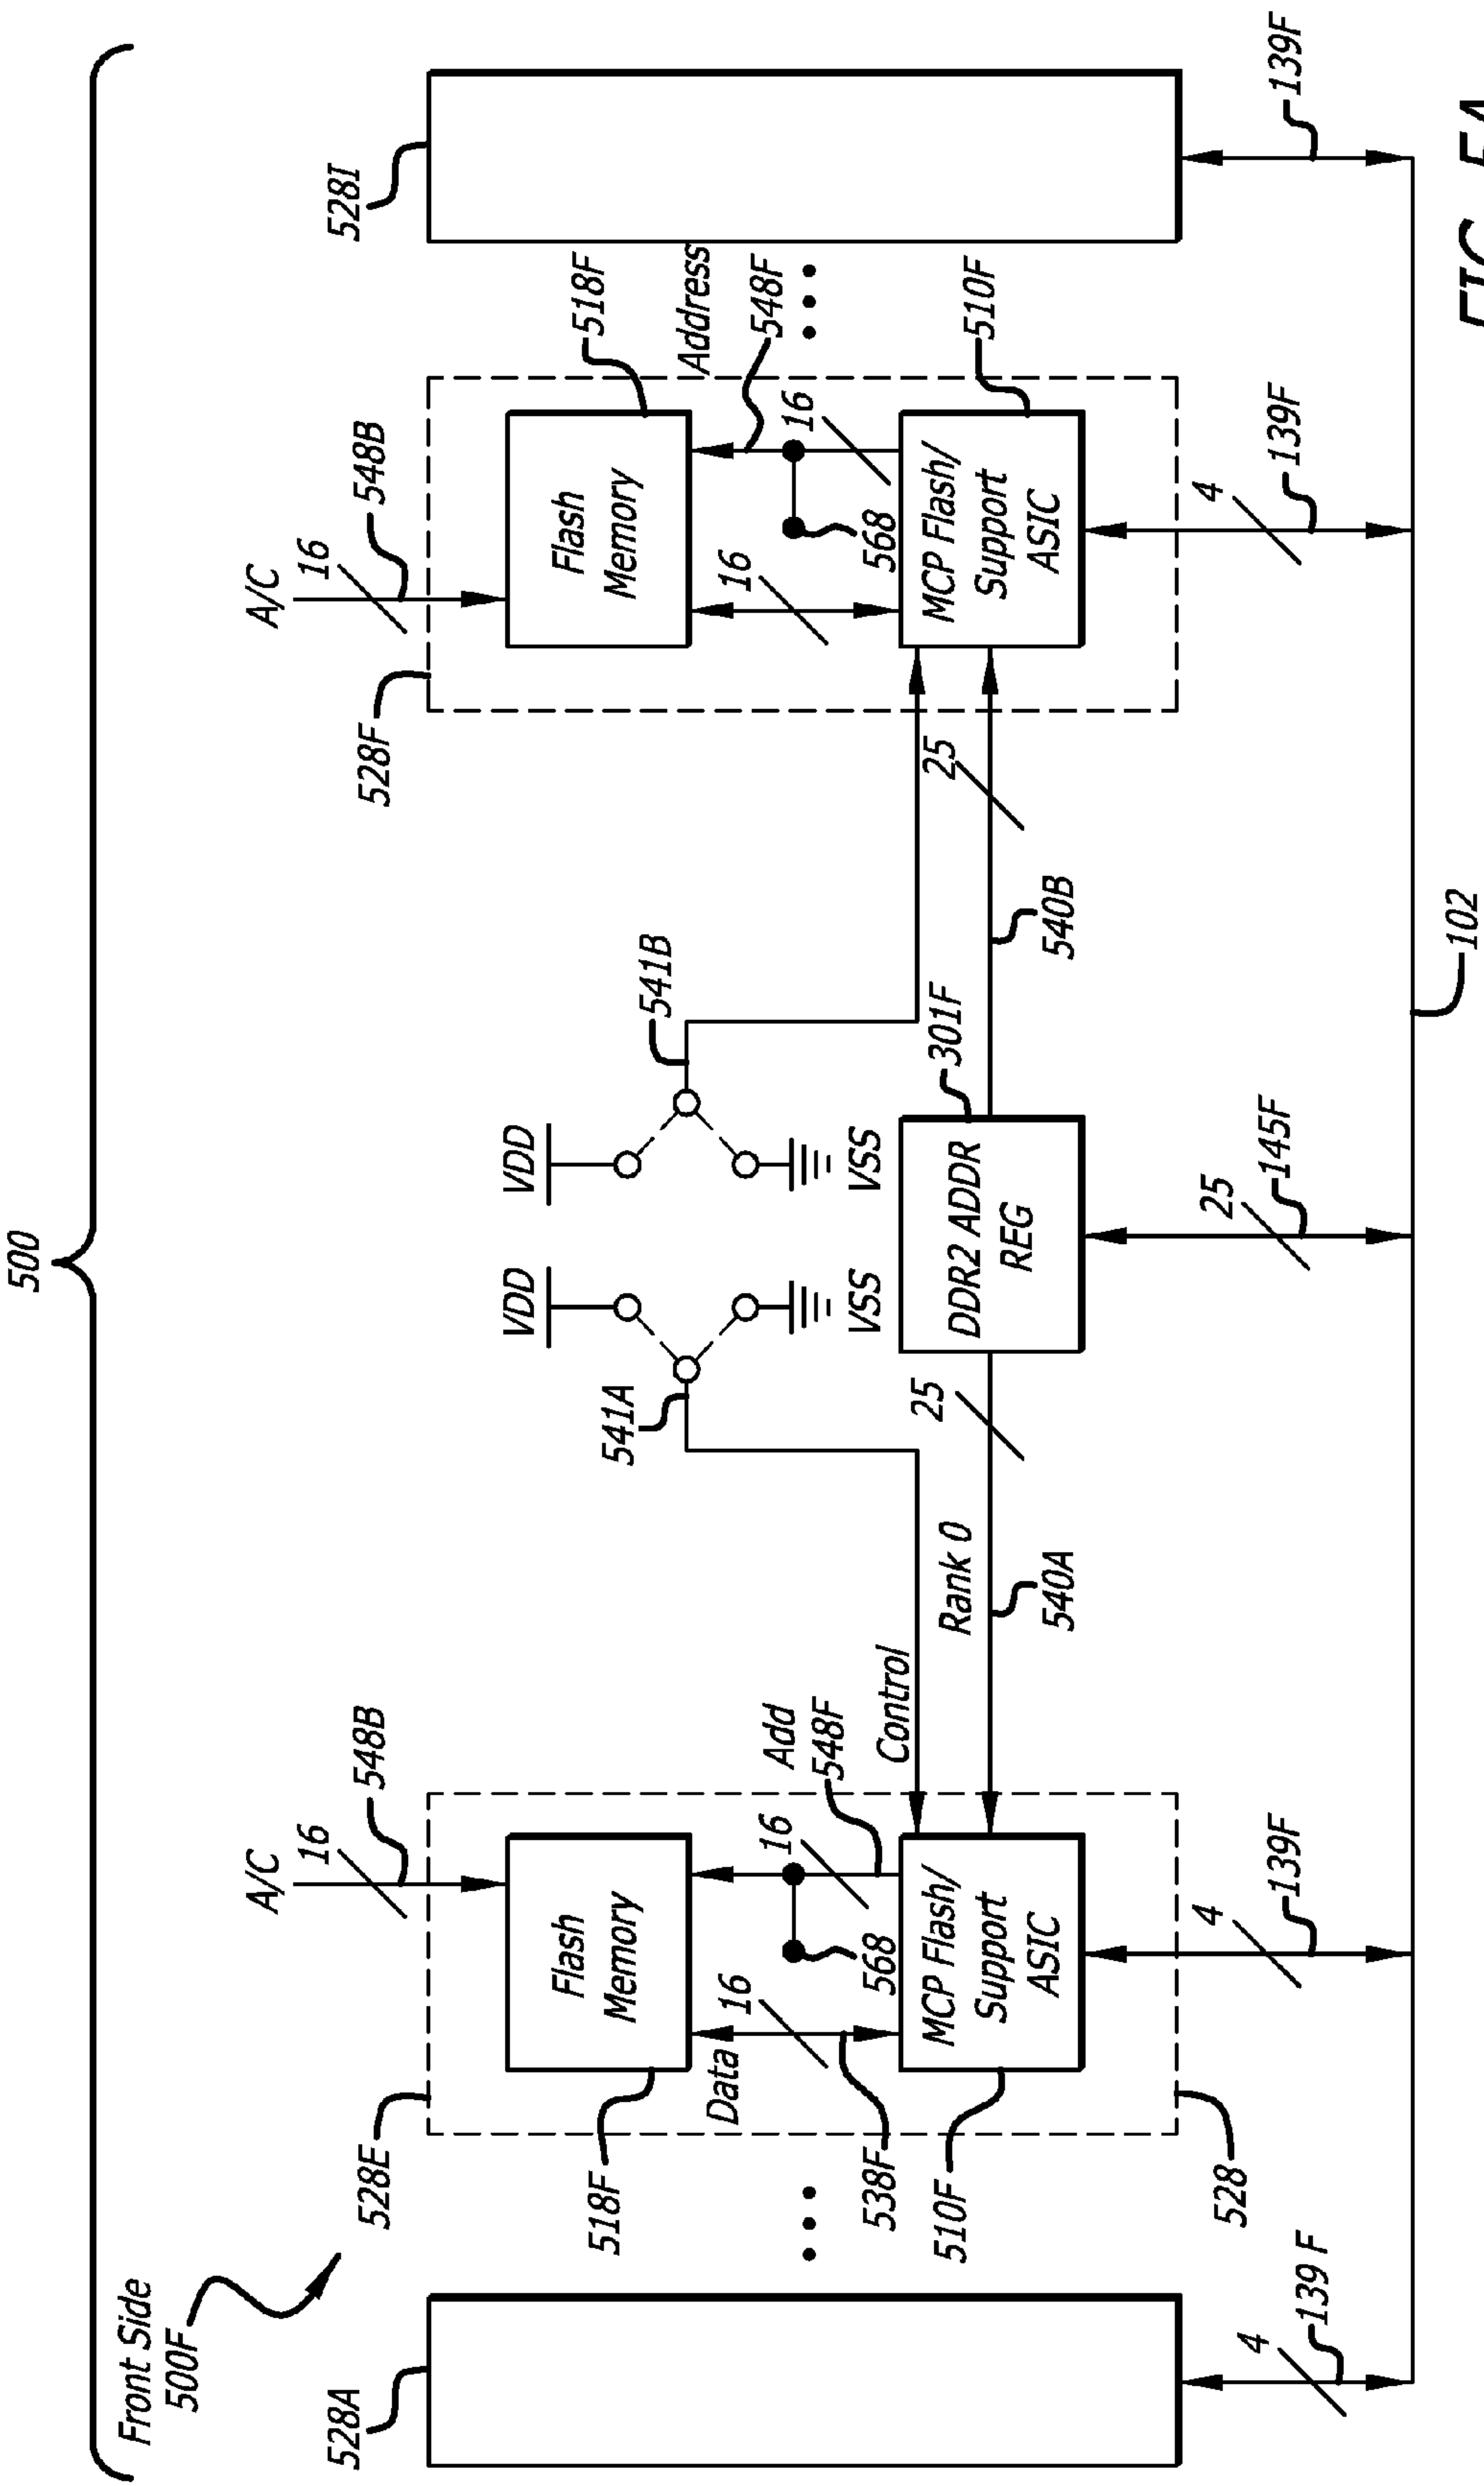 500
Front Side
500F
528A
528E
A/C
16
548B
VDD
VDD
541A
541B
VSS
VSS
528F
A/C
16
548B
528I
Flash
Memory
518F
Data
16
538F
568
16
Add
548F
Control
MCP Flash/
Support
ASIC
510F
528
Rank 0
540A
25
DDR2 ADDR
REG
301F
25
540B
Flash
Memory
518F
Address
548F
16
568
16
MCP Flash/
Support
ASIC
510F
4
139 F
4
139F
25
145F
4
139F
139F
102